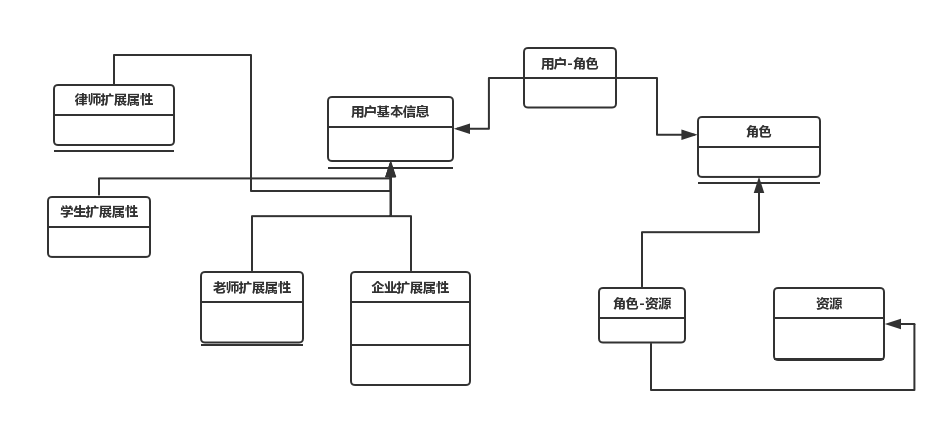 用户-角色
律师扩展属性
用户基本信息
角色
学生扩展属性
老师扩展属性
企业扩展属性
角色-资源
资源